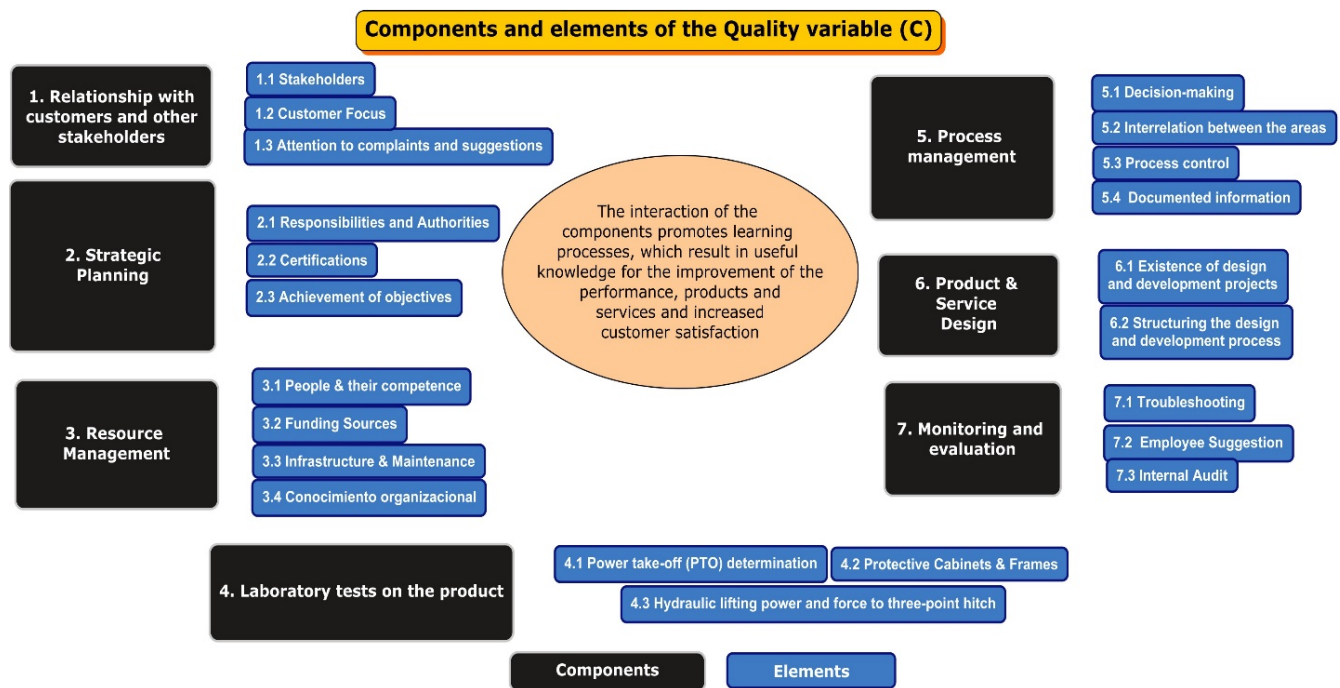 Components and elements of the Quality variable (C)
1. Relationship with
customers and other
stakeholders
1.1 Stakeholders
1.2 Customer Focus
1.3 Attention to complaints and suggestions
2. Strategic
Planning
2.1 Responsibilities and Authorities
2.2 Certifications
2.3 Achievement of objectives
3. Resource
Management
3.1 People & their competence
3.2 Funding Sources
3.3 Infrastructure & Maintenance
3.4 Conocimiento organizacional
The interaction of the
components promotes learning
processes, which result in useful
knowledge for the improvement of the
performance, products and
services and increased
customer satisfaction
4. Laboratory tests on the product
4.1 Power take-off (PTO) determination
4.2 Protective Cabinets & Frames
4.3 Hydraulic lifting power and force to three-point hitch
5. Process
management
5.1 Decision-making
5.2 Interrelation between the areas
5.3 Process control
5.4 Documented information
6. Product &
Service
Design
6.1 Existence of design
and development projects
6.2 Structuring the design
and development process
7. Monitoring and
evaluation
7.1 Troubleshooting
7.2 Employee Suggestion
7.3 Internal Audit
Components
Elements